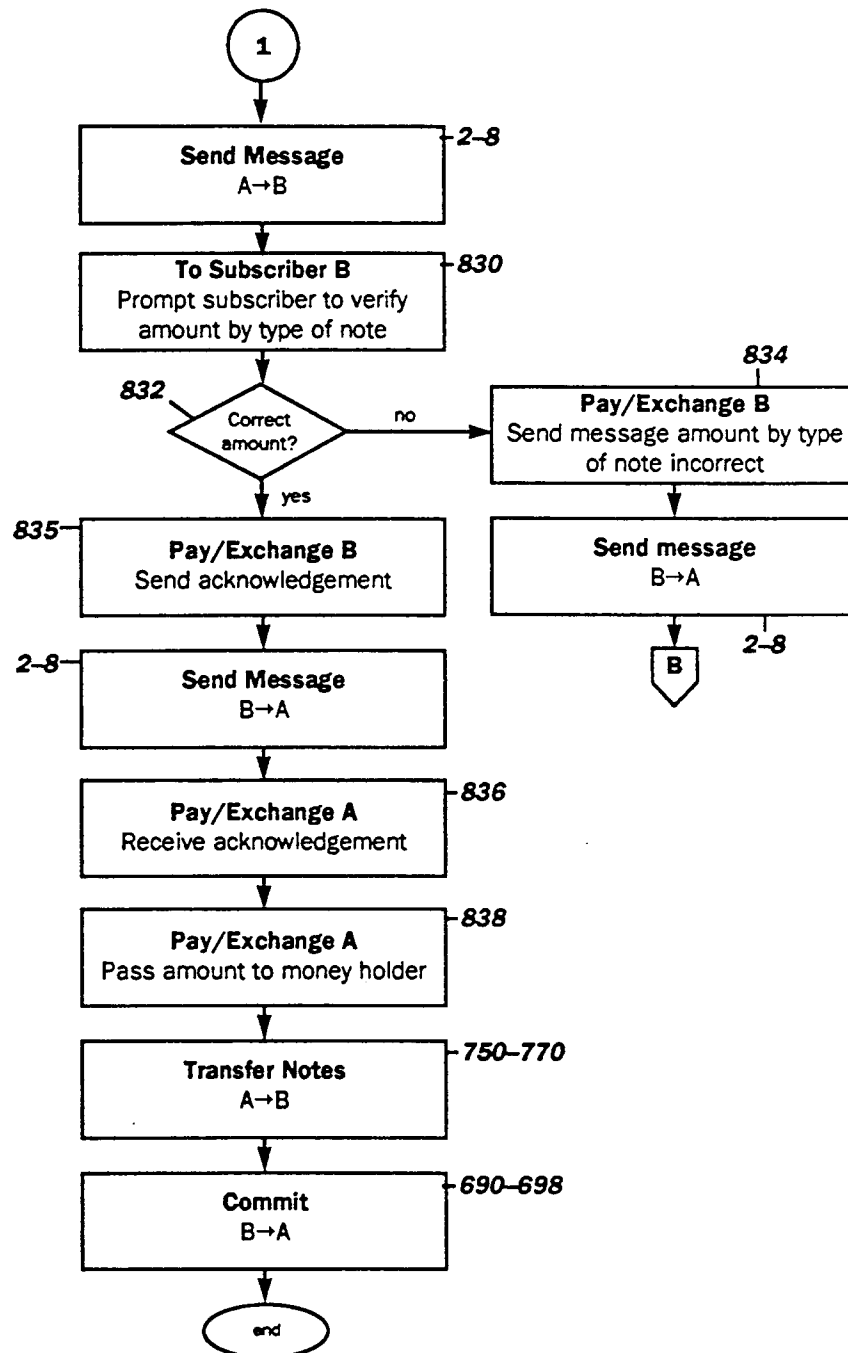 1
Send Message
A→B
2–8
To Subscriber B
Prompt subscriber to verify
amount by type of note
830
832
Correct
amount?
no
yes
834
Pay/Exchange B
Send message amount by type
of note incorrect
Send message
B→A
2–8
B
835
Pay/Exchange B
Send acknowledgement
2–8
Send Message
B→A
Pay/Exchange A
Receive acknowledgement
836
Pay/Exchange A
Pass amount to money holder
838
Transfer Notes
A→B
750–770
Commit
B→A
690–698
end